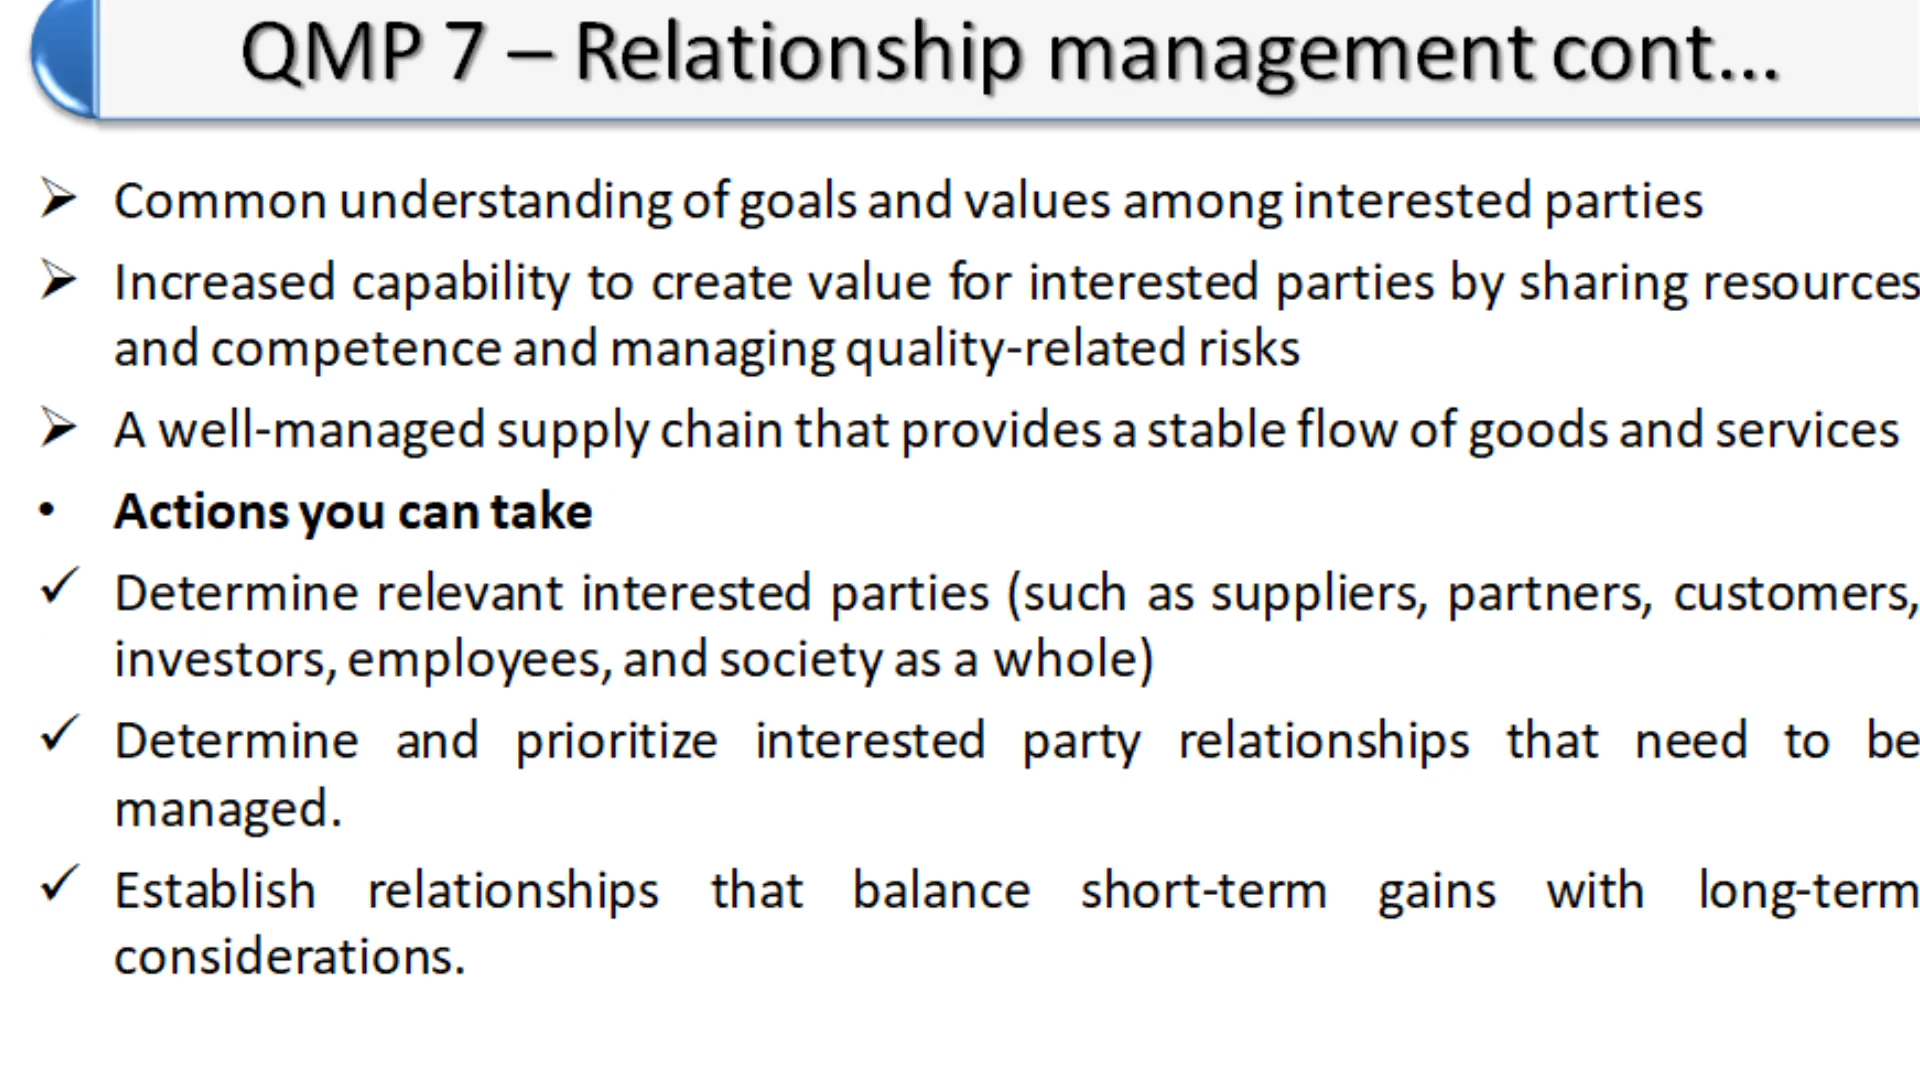 QMP 7 – Relationship management cont...
➢ Common understanding of goals and values among interested parties
➢ Increased capability to create value for interested parties by sharing resources
and competence and managing quality-related risks
➢ A well-managed supply chain that provides a stable flow of goods and services
• Actions you can take
✓ Determine relevant interested parties (such as suppliers, partners, customers,
investors, employees, and society as a whole)
✓ Determine and prioritize interested party relationships that need to be
managed.
✓ Establish relationships that balance short-term gains with long-term
considerations.